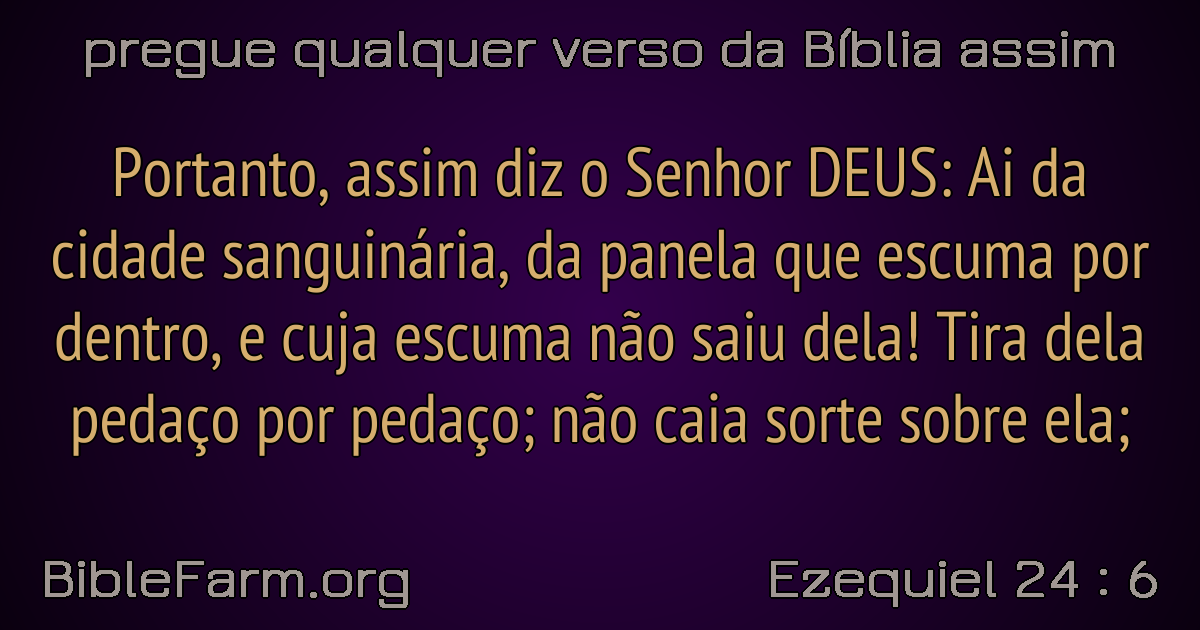 pregue qualquer verso da Bíblia assim
Portanto, assim diz o Senhor DEUS: Ai da
cidade sanguinária, da panela que escuma por
dentro, e cuja escuma não saiu dela! Tira dela
pedaço por pedaço; não caia sorte sobre ela;
BibleFarm.org
Ezequiel 24 : 6